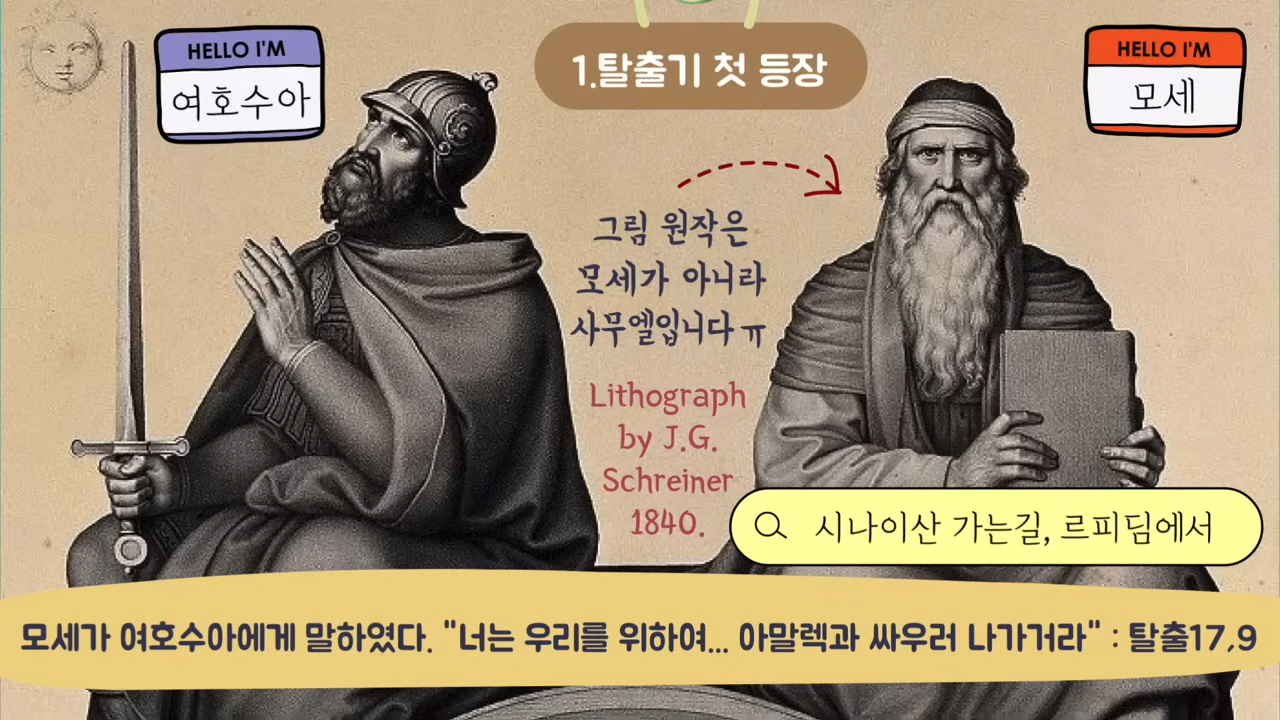 HELLO I'M
여호수아
1.탈출기 첫 등장
HELLO I'M
모세
그림 원작은
모세가 아니라
사무엘입니다 ㅠ
Lithograph
by J.G.
Schreiner
1840.
시나이산 가는길, 르피딤에서
모세가 여호수아에게 말하였다. "너는 우리를 위하여... 아말렉과 싸우러 나가거라" : 탈출17,9